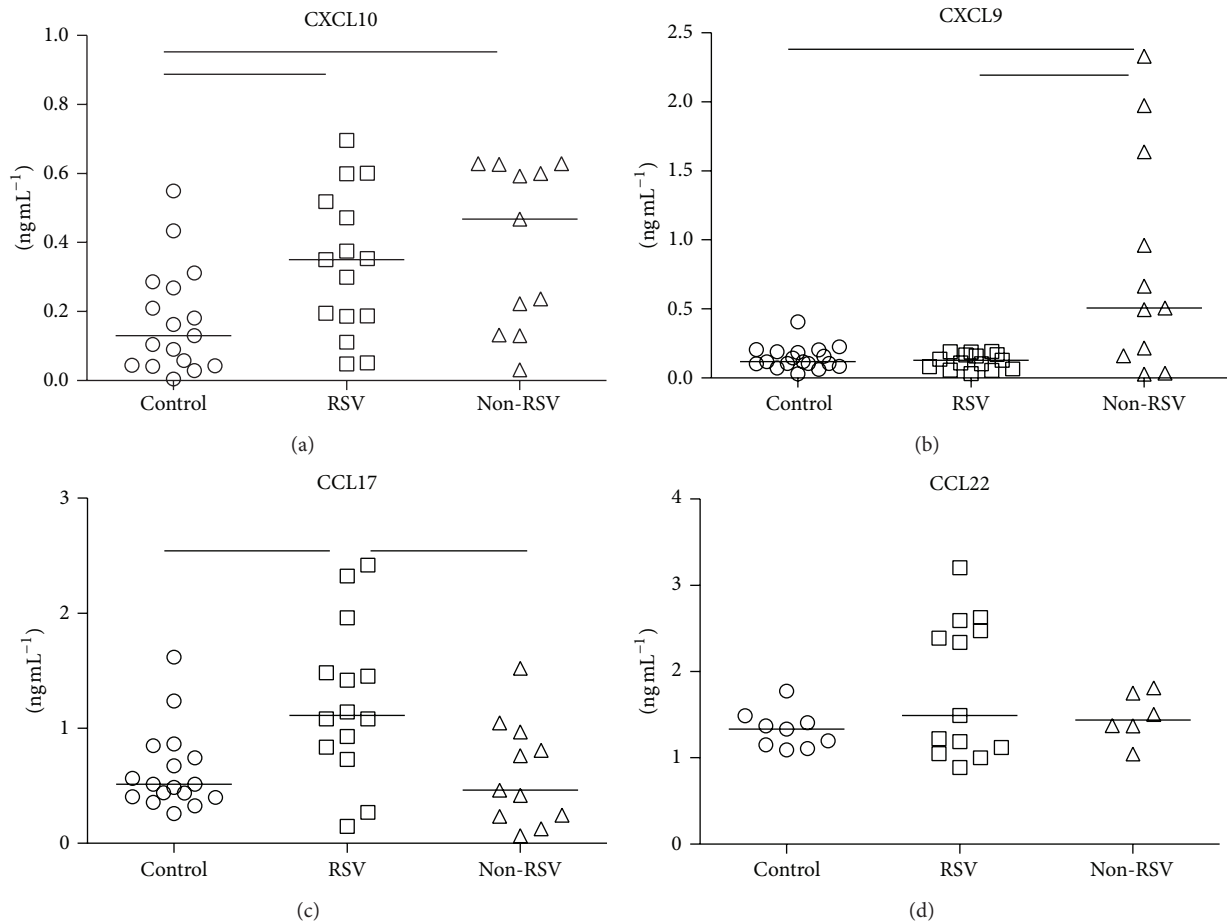 CXCL10
1.0
0.8
0.6
0.4
0.2
0.0
(ng mL−1)
Control RSV Non-RSV
(a)
CXCL9
2.5
2.0
1.5
1.0
0.5
0.0
(ng mL−1)
Control RSV Non-RSV
(b)
CCL17
3
2
1
0
(ng mL−1)
Control RSV Non-RSV
(c)
CCL22
4
3
2
1
0
(ng mL−1)
Control RSV Non-RSV
(d)